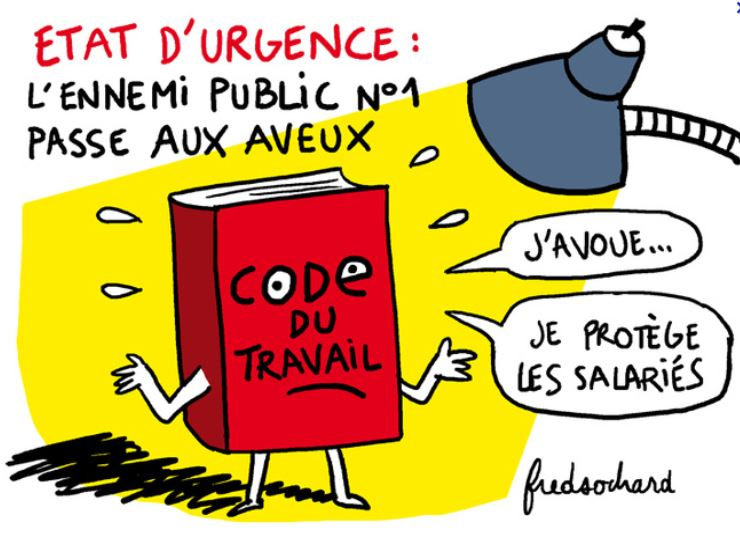 ETAT D'URGENCE :
L'ENNEMI PUBLIC N°1
PASSE AUX AVEUX
CODE
DU
TRAVAIL
J'AVOUE...
JE PROTÈGE
LES SALARIÉS
fredsochard